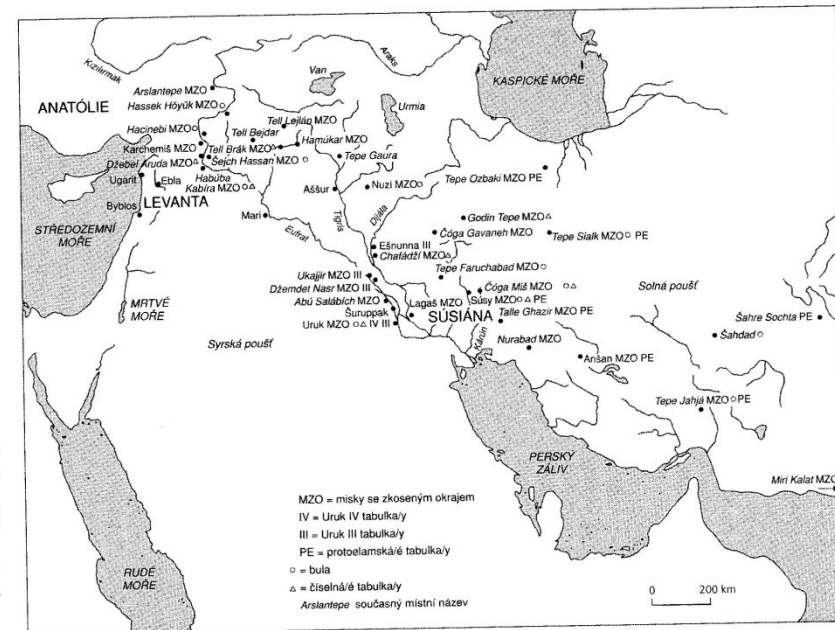 Kızılırmak
Araks
Van
Urmia
KASPICKÉ MOŘE
ANATÓLIE
Arslantepe MZO
Hassek Höyük MZO ○
Hacinebi MZO ○
Karchemiš MZO
Džebel Aruda MZO △
Tell Lejlán MZO
Tell Bejdar
Tell Brák MZO △
Hamúkar MZO
Šejch Hassan MZO ○
Tepe Gaura
Habúba
Kabíra MZO ○ △
Ugarit
Ebla
LEVANTA
Byblos
STŘEDOZEMNÍ
MOŘE
MRTVÉ
MOŘE
Aššur
Nuzi MZO ○
Tepe Ozbaki MZO PE
Mari
Eufrat
Tigris
Dijála
Godin Tepe MZO △
Čóga Gavaneh MZO
Tepe Sialk MZO ○ PE
Ešnunna III
Chafádží MZO △
Ukajjir MZO III
Džemdet Nasr MZO III
Abú Salábích MZO
Šuruppak
Uruk MZO ○ △ IV III
Tepe Faruchabad MZO ○
Čóga Miš MZO ○ △
Lagaš MZO
Súsy MZO ○ △ PE
SÚSIÁNA
Talle Ghazir MZO PE
Kárún
Nurabad MZO
Anšan MZO PE
Solná poušť
Šahre Sochta PE
Šahdad ○
Tepe Jahjá MZO ○ PE
Miri Kalat MZO
Syrská poušť
PERSKÝ
ZÁLIV
RUDÉ
MOŘE
MZO = misky se zkoseným okrajem
IV = Uruk IV tabulka/y
III = Uruk III tabulka/y
PE = protoelamská/é tabulka/y
○ = bula
△ = číselná/é tabulka/y
Arslantepe současný místní název
0 200 km